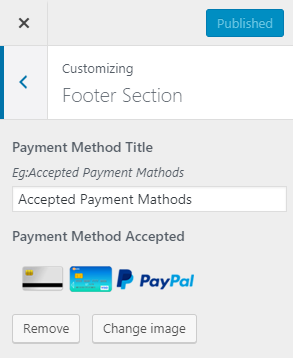 Published
Customizing
Footer Section
Payment Method Title
Eg:Accepted Payment Mathods
Accepted Payment Mathods
Payment Method Accepted
PayPal
Remove
Change image